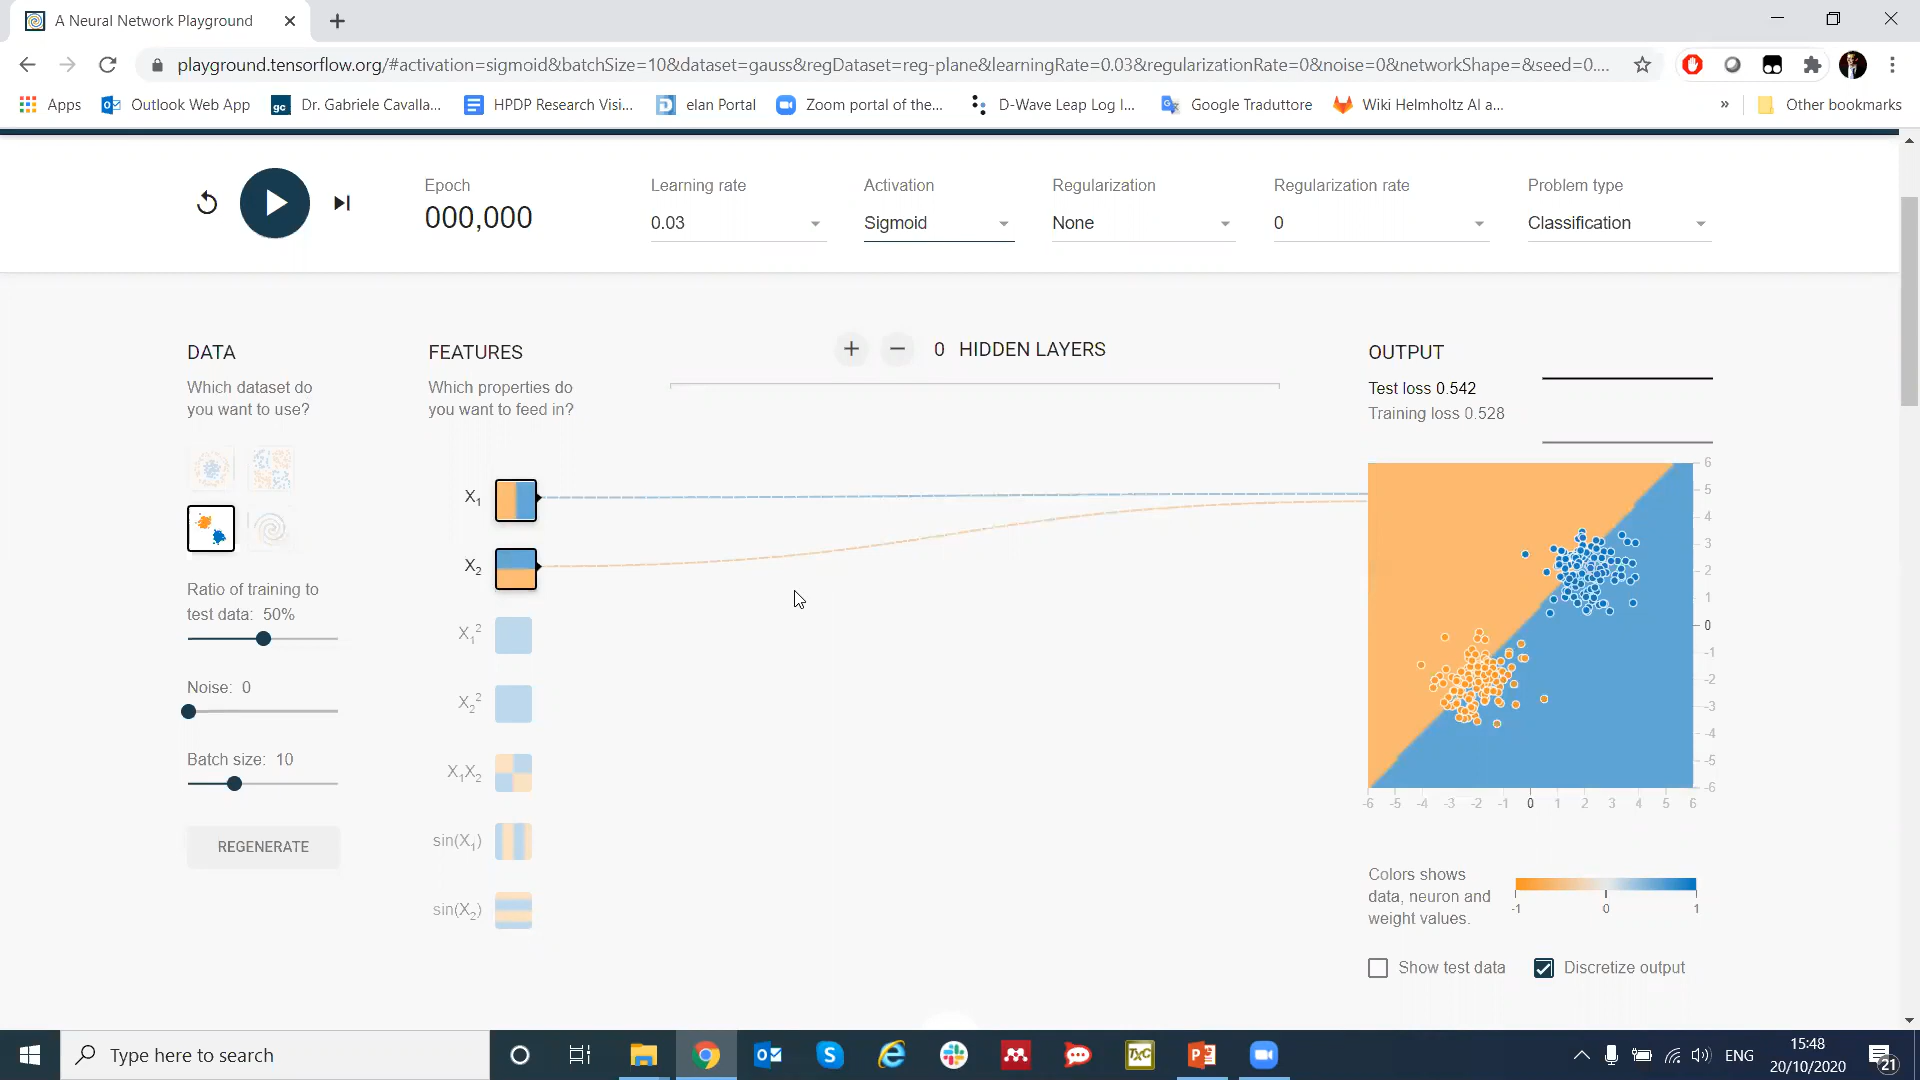 A Neural Network Playground
playground.tensorflow.org/#activation=sigmoid&batchSize=10&dataset=gauss&regDataset=reg-plane&learningRate=0.03&regularizationRate=0&noise=0&networkShape=&seed=0....
Apps Outlook Web App Dr. Gabriele Cavalla... HPDP Research Visi... elan Portal Zoom portal of the... D-Wave Leap Log I... Google Traduttore Wiki Helmholtz AI a... » Other bookmarks
Epoch Learning rate Activation Regularization Regularization rate Problem type
000,000 0.03 Sigmoid None 0 Classification
+ − 0 HIDDEN LAYERS
DATA
Which dataset do
you want to use?
Ratio of training to
test data: 50%
Noise: 0
Batch size: 10
REGENERATE
FEATURES
Which properties do
you want to feed in?
X1
X2
X1²
X2²
X1X2
sin(X1)
sin(X2)
OUTPUT
Test loss 0.542
Training loss 0.528
6
5
4
3
2
1
0
-1
-2
-3
-4
-5
-6
-6 -5 -4 -3 -2 -1 0 1 2 3 4 5 6
Colors shows
data, neuron and
weight values.
-1 0 1
Show test data Discretize output
Type here to search
ENG
15:48
20/10/2020
21